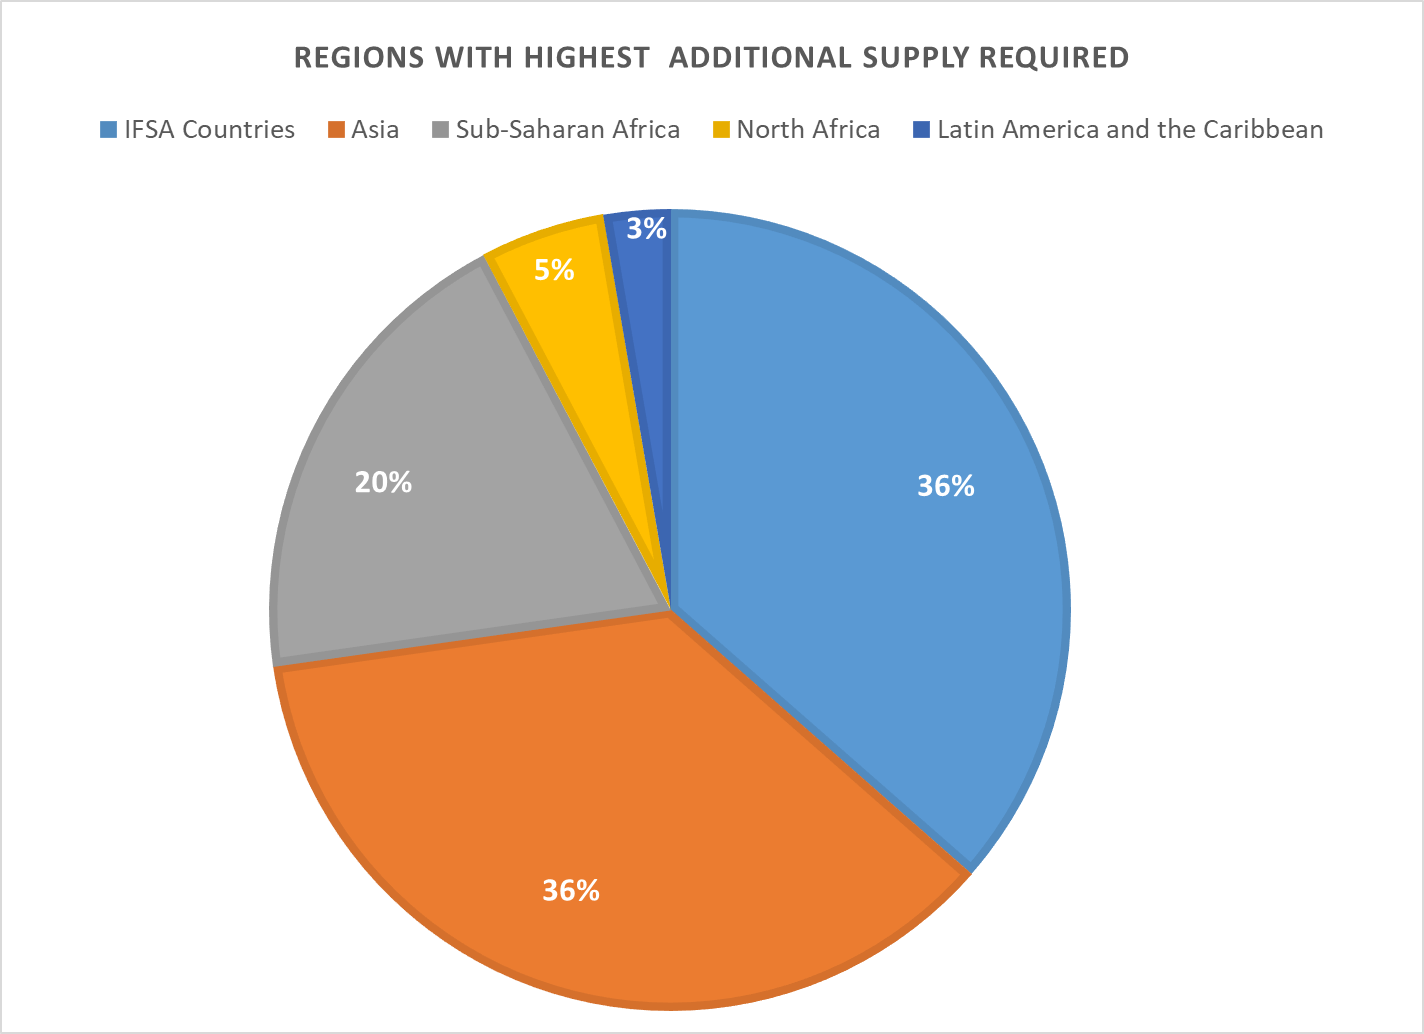 REGIONS WITH HIGHEST  ADDITIONAL SUPPLY REQUIRED
IFSA Countries Asia Sub-Saharan Africa North Africa Latin America and the Caribbean
3%
5%
20%
36%
36%